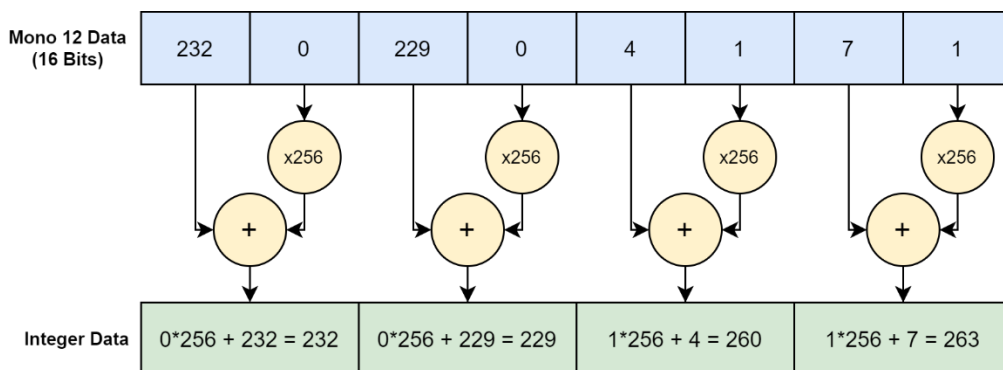 Mono 12 Data
(16 Bits)
232 0 229 0 4 1 7 1
x256 x256 x256 x256
+ + + +
Integer Data
0*256 + 232 = 232 0*256 + 229 = 229 1*256 + 4 = 260 1*256 + 7 = 263